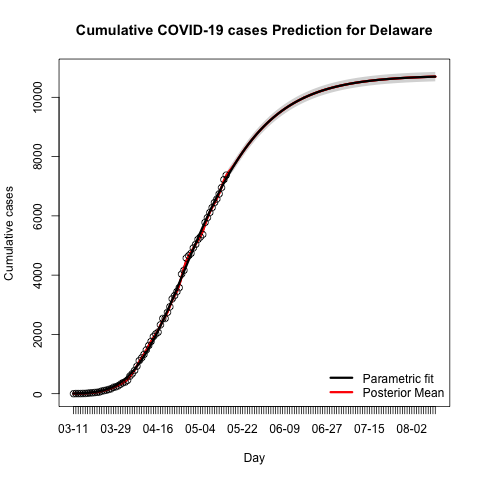 Cumulative COVID-19 cases Prediction for Delaware
Cumulative cases
10000
8000
6000
4000
2000
0
Parametric fit
Posterior Mean
03-11 03-29 04-16 05-04 05-22 06-09 06-27 07-15 08-02
Day